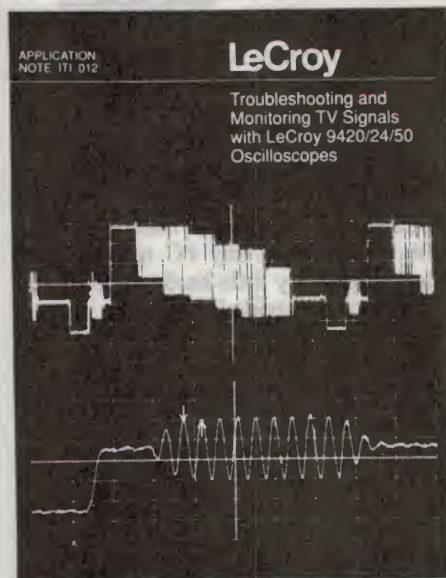 APPLICATION
NOTE ITI 012
LeCroy
Troubleshooting and
Monitoring TV Signals
with LeCroy 9420/24/50
Oscilloscopes